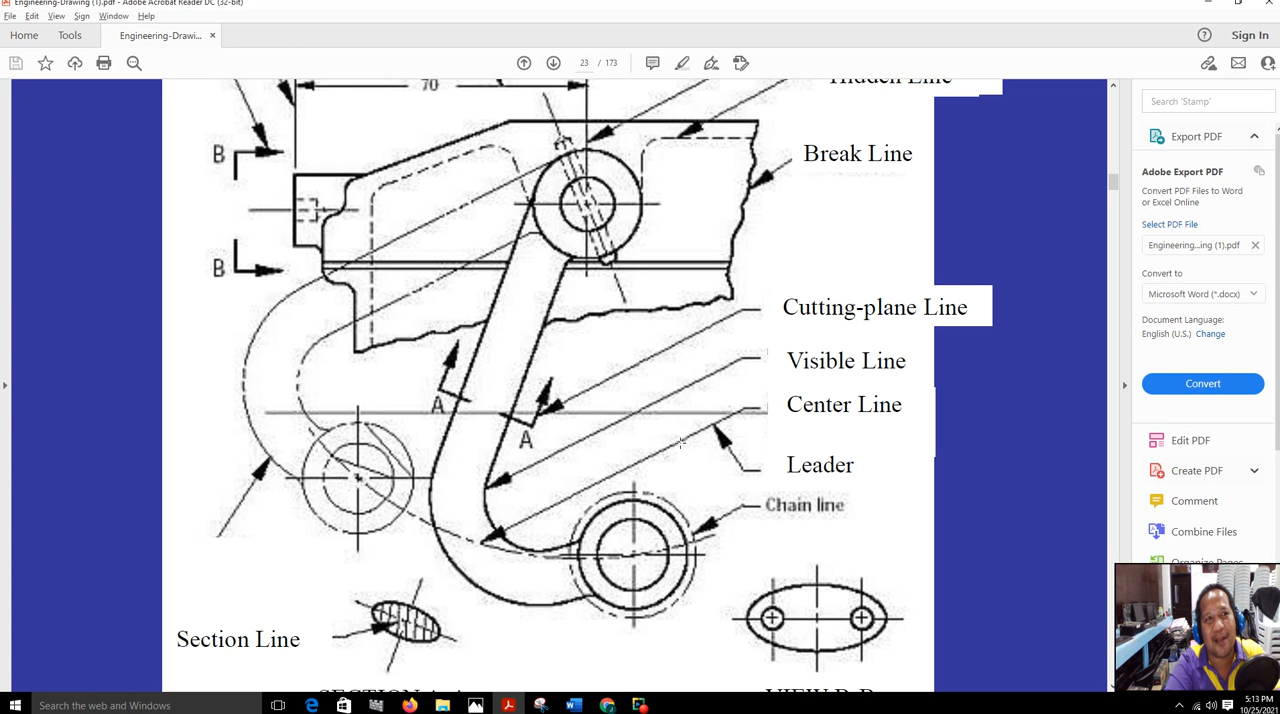 Engineering-Drawing (1).pdf - Adobe Acrobat Reader DC (32-bit)
File Edit View Sign Window Help
Home Tools Engineering-Drawi... × Sign In
23 / 173
Search 'Stamp'
Export PDF
Adobe Export PDF
Convert PDF Files to Word
or Excel Online
Select PDF File
Engineering...ing (1).pdf
Convert to
Microsoft Word (*.docx)
Document Language:
English (U.S.) Change
Convert
Edit PDF
Create PDF
Comment
Combine Files
Organize Pages
70
Hidden Line
B
Break Line
B
Cutting-plane Line
Visible Line
A
Center Line
A
Leader
Chain line
Section Line
SECTION A-A
VIEW B-B
Search the web and Windows
5:13 PM
10/25/2021